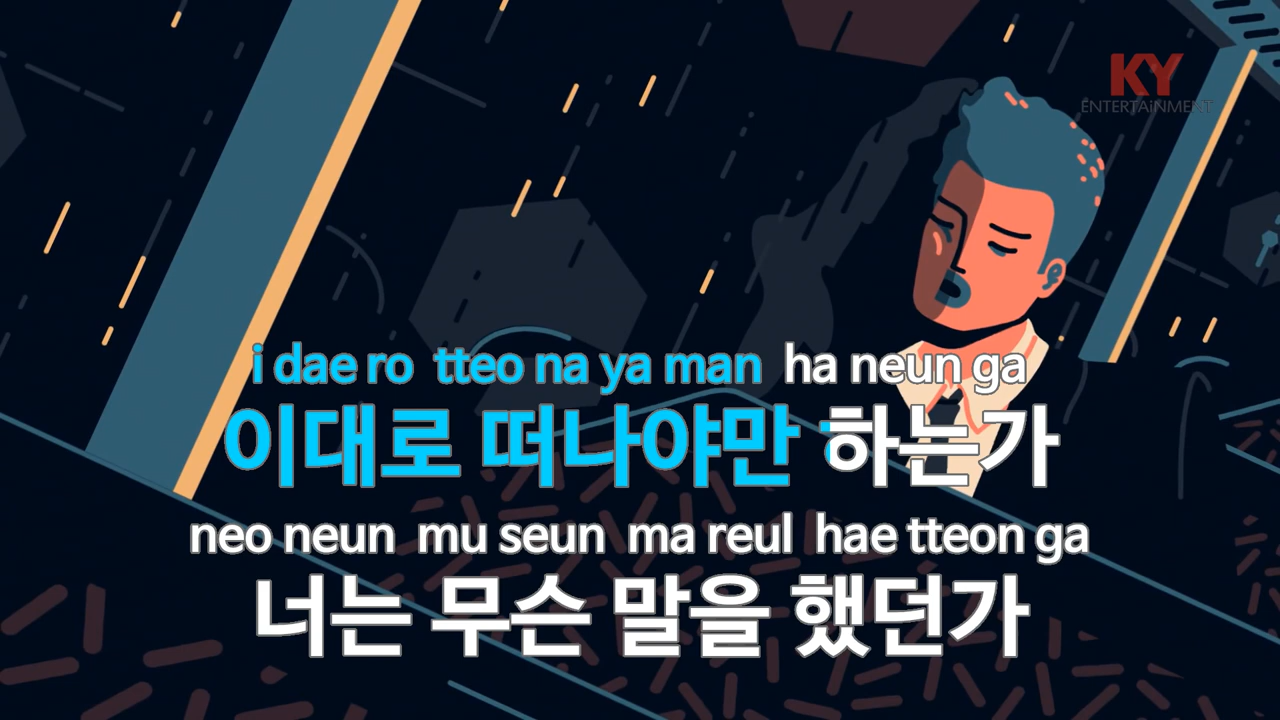 KY
ENTERTAiNMENT
i dae ro tteo na ya man ha neun ga
이대로 떠나야만 하는가
neo neun mu seun ma reul hae tteon ga
너는 무슨 말을 했던가